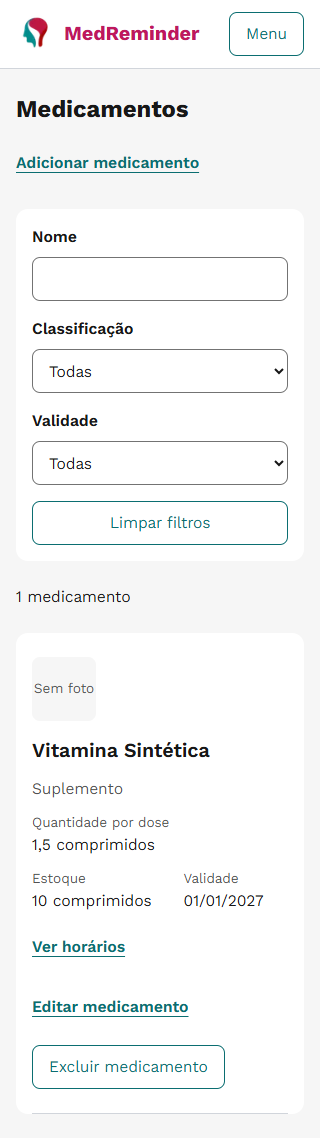 MedReminder
Menu
Medicamentos
Adicionar medicamento
Nome
Classificação
Todas
Validade
Todas
Limpar filtros
1 medicamento
Sem foto
Vitamina Sintética
Suplemento
Quantidade por dose
1,5 comprimidos
Estoque
Validade
10 comprimidos
01/01/2027
Ver horários
Editar medicamento
Excluir medicamento